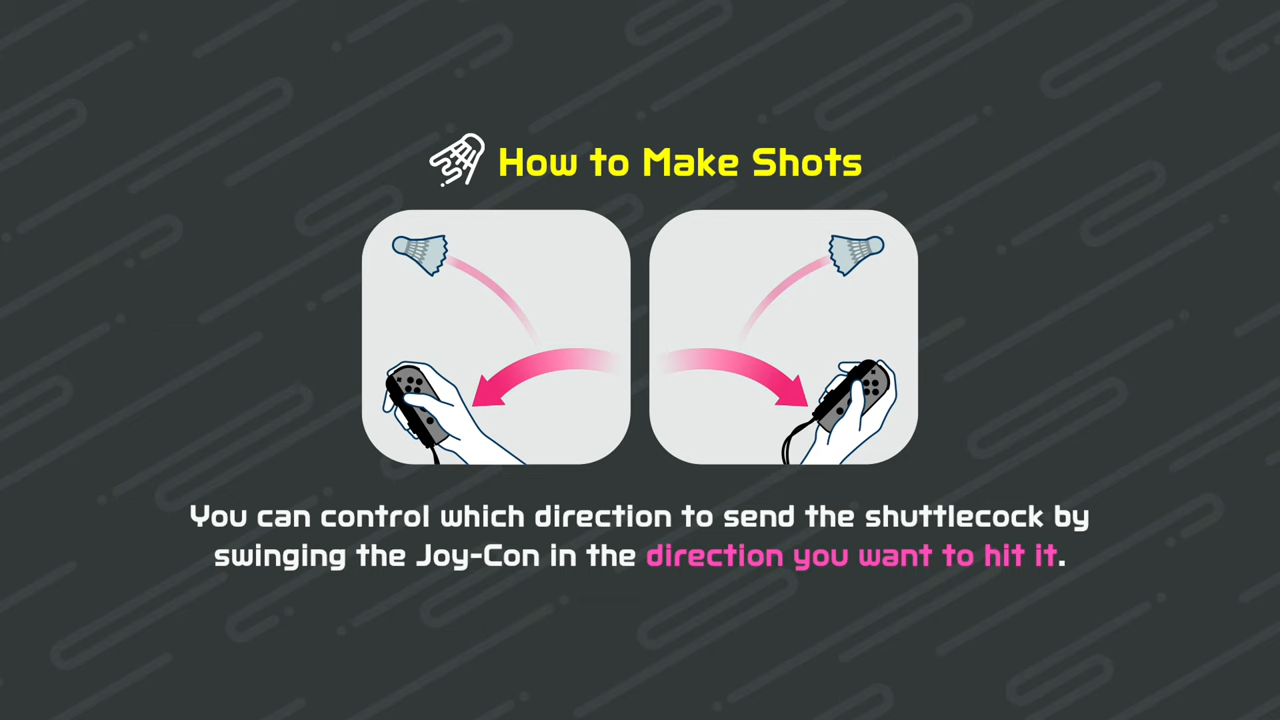 How to Make Shots
You can control which direction to send the shuttlecock by
swinging the Joy-Con in the direction you want to hit it.